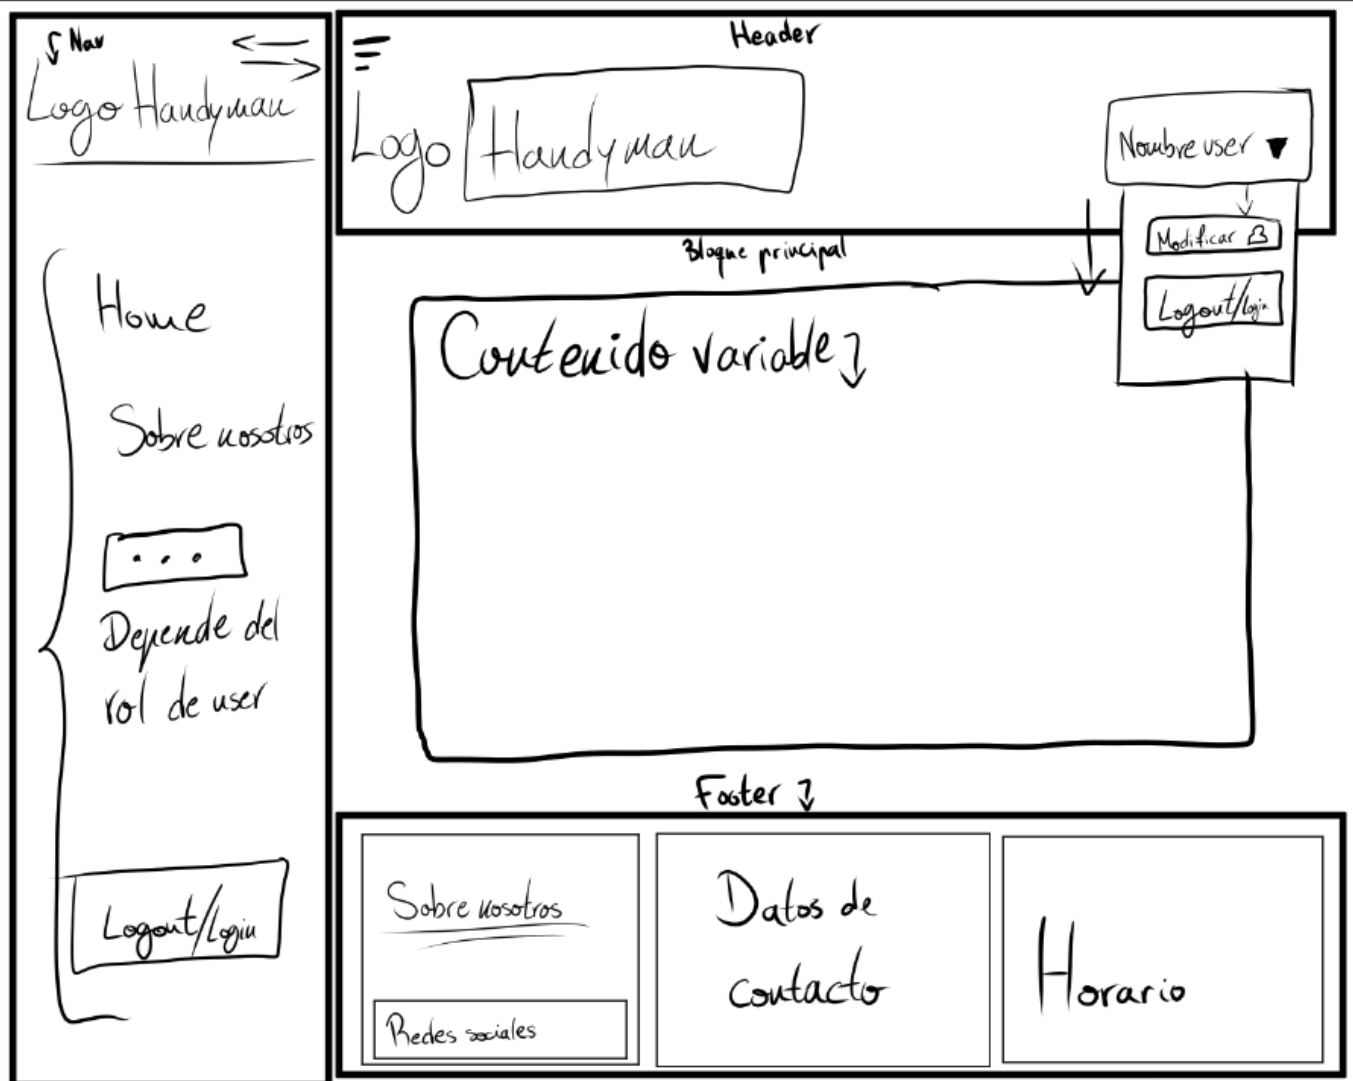 Nav
Logo Handyman
Home
Sobre nosotros
...
Depende del
rol de user
Logout/Login
Header
Logo Handyman
Nombre user
Modificar
Logout/login
Bloque principal
Contenido variable
Footer
Sobre nosotros
Redes sociales
Datos de
contacto
Horario